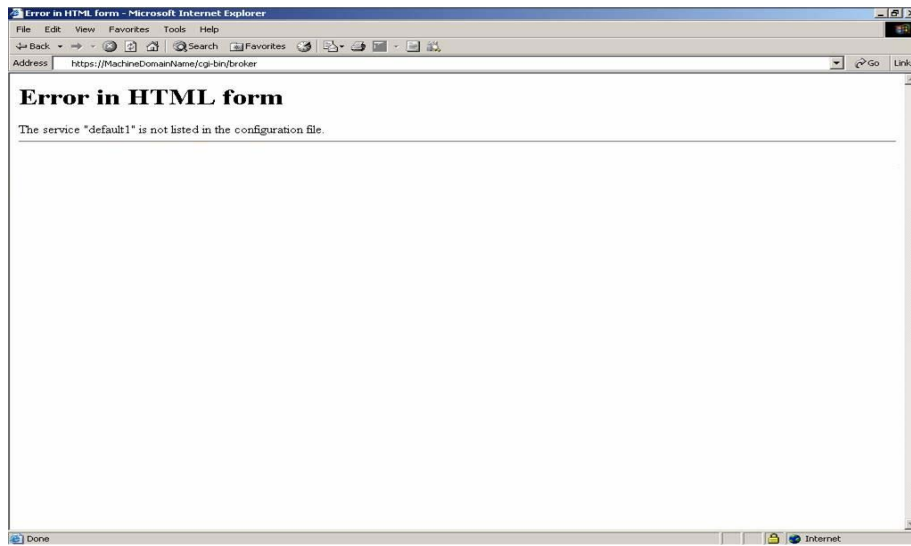 Error in HTML form - Microsoft Internet Explorer
File Edit View Favorites Tools Help
Back Search Favorites
Address https://MachineDomainName/cgi-bin/broker Go Link
Error in HTML form
The service "default1" is not listed in the configuration file.
Done Internet